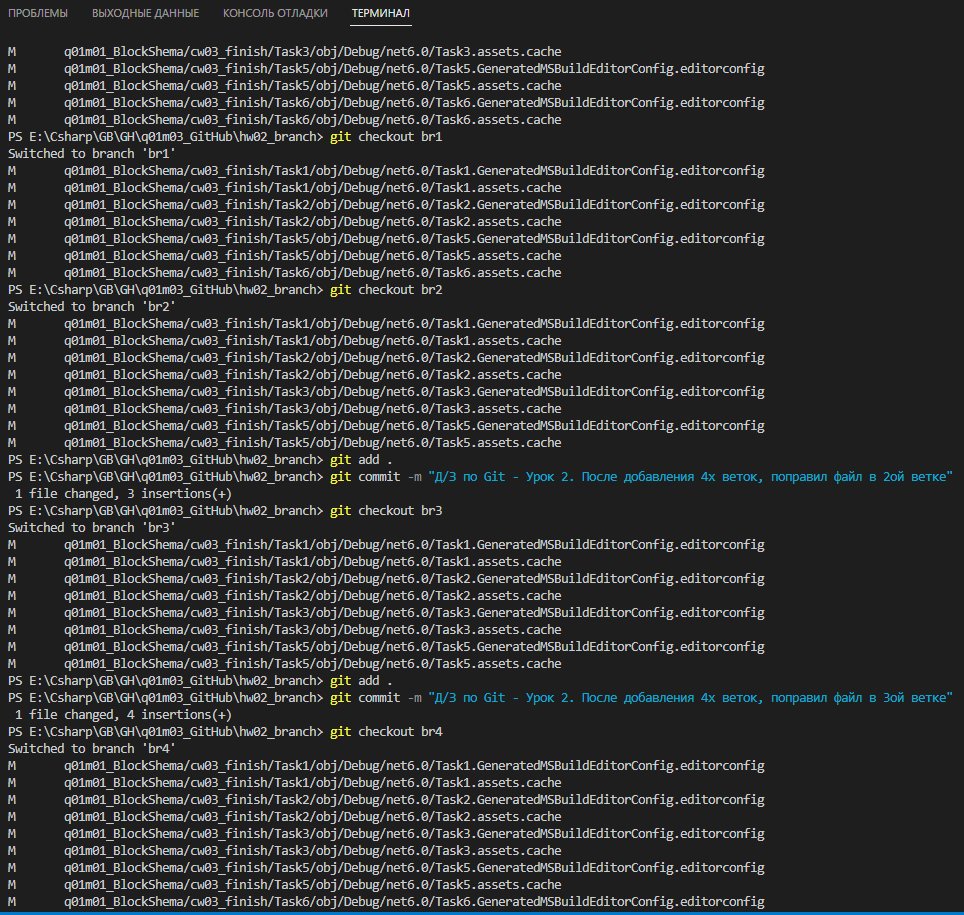 ПРОБЛЕМЫ ВЫХОДНЫЕ ДАННЫЕ КОНСОЛЬ ОТЛАДКИ ТЕРМИНАЛ
M q01m01_BlockShema/cw03_finish/Task3/obj/Debug/net6.0/Task3.assets.cache
M q01m01_BlockShema/cw03_finish/Task5/obj/Debug/net6.0/Task5.GeneratedMSBuildEditorConfig.editorconfig
M q01m01_BlockShema/cw03_finish/Task5/obj/Debug/net6.0/Task5.assets.cache
M q01m01_BlockShema/cw03_finish/Task6/obj/Debug/net6.0/Task6.GeneratedMSBuildEditorConfig.editorconfig
M q01m01_BlockShema/cw03_finish/Task6/obj/Debug/net6.0/Task6.assets.cache
PS E:\Csharp\GB\GH\q01m03_GitHub\hw02_branch> git checkout br1
Switched to branch 'br1'
M q01m01_BlockShema/cw03_finish/Task1/obj/Debug/net6.0/Task1.GeneratedMSBuildEditorConfig.editorconfig
M q01m01_BlockShema/cw03_finish/Task1/obj/Debug/net6.0/Task1.assets.cache
M q01m01_BlockShema/cw03_finish/Task2/obj/Debug/net6.0/Task2.GeneratedMSBuildEditorConfig.editorconfig
M q01m01_BlockShema/cw03_finish/Task2/obj/Debug/net6.0/Task2.assets.cache
M q01m01_BlockShema/cw03_finish/Task5/obj/Debug/net6.0/Task5.GeneratedMSBuildEditorConfig.editorconfig
M q01m01_BlockShema/cw03_finish/Task5/obj/Debug/net6.0/Task5.assets.cache
M q01m01_BlockShema/cw03_finish/Task6/obj/Debug/net6.0/Task6.assets.cache
PS E:\Csharp\GB\GH\q01m03_GitHub\hw02_branch> git checkout br2
Switched to branch 'br2'
M q01m01_BlockShema/cw03_finish/Task1/obj/Debug/net6.0/Task1.GeneratedMSBuildEditorConfig.editorconfig
M q01m01_BlockShema/cw03_finish/Task1/obj/Debug/net6.0/Task1.assets.cache
M q01m01_BlockShema/cw03_finish/Task2/obj/Debug/net6.0/Task2.GeneratedMSBuildEditorConfig.editorconfig
M q01m01_BlockShema/cw03_finish/Task2/obj/Debug/net6.0/Task2.assets.cache
M q01m01_BlockShema/cw03_finish/Task3/obj/Debug/net6.0/Task3.GeneratedMSBuildEditorConfig.editorconfig
M q01m01_BlockShema/cw03_finish/Task3/obj/Debug/net6.0/Task3.assets.cache
M q01m01_BlockShema/cw03_finish/Task5/obj/Debug/net6.0/Task5.GeneratedMSBuildEditorConfig.editorconfig
M q01m01_BlockShema/cw03_finish/Task5/obj/Debug/net6.0/Task5.assets.cache
PS E:\Csharp\GB\GH\q01m03_GitHub\hw02_branch> git add .
PS E:\Csharp\GB\GH\q01m03_GitHub\hw02_branch> git commit -m "Д/З по Git - Урок 2. После добавления 4х веток, поправил файл в 2ой ветке"
1 file changed, 3 insertions(+)
PS E:\Csharp\GB\GH\q01m03_GitHub\hw02_branch> git checkout br3
Switched to branch 'br3'
M q01m01_BlockShema/cw03_finish/Task1/obj/Debug/net6.0/Task1.GeneratedMSBuildEditorConfig.editorconfig
M q01m01_BlockShema/cw03_finish/Task1/obj/Debug/net6.0/Task1.assets.cache
M q01m01_BlockShema/cw03_finish/Task2/obj/Debug/net6.0/Task2.GeneratedMSBuildEditorConfig.editorconfig
M q01m01_BlockShema/cw03_finish/Task2/obj/Debug/net6.0/Task2.assets.cache
M q01m01_BlockShema/cw03_finish/Task3/obj/Debug/net6.0/Task3.GeneratedMSBuildEditorConfig.editorconfig
M q01m01_BlockShema/cw03_finish/Task3/obj/Debug/net6.0/Task3.assets.cache
M q01m01_BlockShema/cw03_finish/Task5/obj/Debug/net6.0/Task5.GeneratedMSBuildEditorConfig.editorconfig
M q01m01_BlockShema/cw03_finish/Task5/obj/Debug/net6.0/Task5.assets.cache
PS E:\Csharp\GB\GH\q01m03_GitHub\hw02_branch> git add .
PS E:\Csharp\GB\GH\q01m03_GitHub\hw02_branch> git commit -m "Д/З по Git - Урок 2. После добавления 4х веток, поправил файл в 3ой ветке"
1 file changed, 4 insertions(+)
PS E:\Csharp\GB\GH\q01m03_GitHub\hw02_branch> git checkout br4
Switched to branch 'br4'
M q01m01_BlockShema/cw03_finish/Task1/obj/Debug/net6.0/Task1.GeneratedMSBuildEditorConfig.editorconfig
M q01m01_BlockShema/cw03_finish/Task1/obj/Debug/net6.0/Task1.assets.cache
M q01m01_BlockShema/cw03_finish/Task2/obj/Debug/net6.0/Task2.GeneratedMSBuildEditorConfig.editorconfig
M q01m01_BlockShema/cw03_finish/Task2/obj/Debug/net6.0/Task2.assets.cache
M q01m01_BlockShema/cw03_finish/Task3/obj/Debug/net6.0/Task3.GeneratedMSBuildEditorConfig.editorconfig
M q01m01_BlockShema/cw03_finish/Task3/obj/Debug/net6.0/Task3.assets.cache
M q01m01_BlockShema/cw03_finish/Task5/obj/Debug/net6.0/Task5.GeneratedMSBuildEditorConfig.editorconfig
M q01m01_BlockShema/cw03_finish/Task5/obj/Debug/net6.0/Task5.assets.cache
M q01m01_BlockShema/cw03_finish/Task6/obj/Debug/net6.0/Task6.GeneratedMSBuildEditorConfig.editorconfig